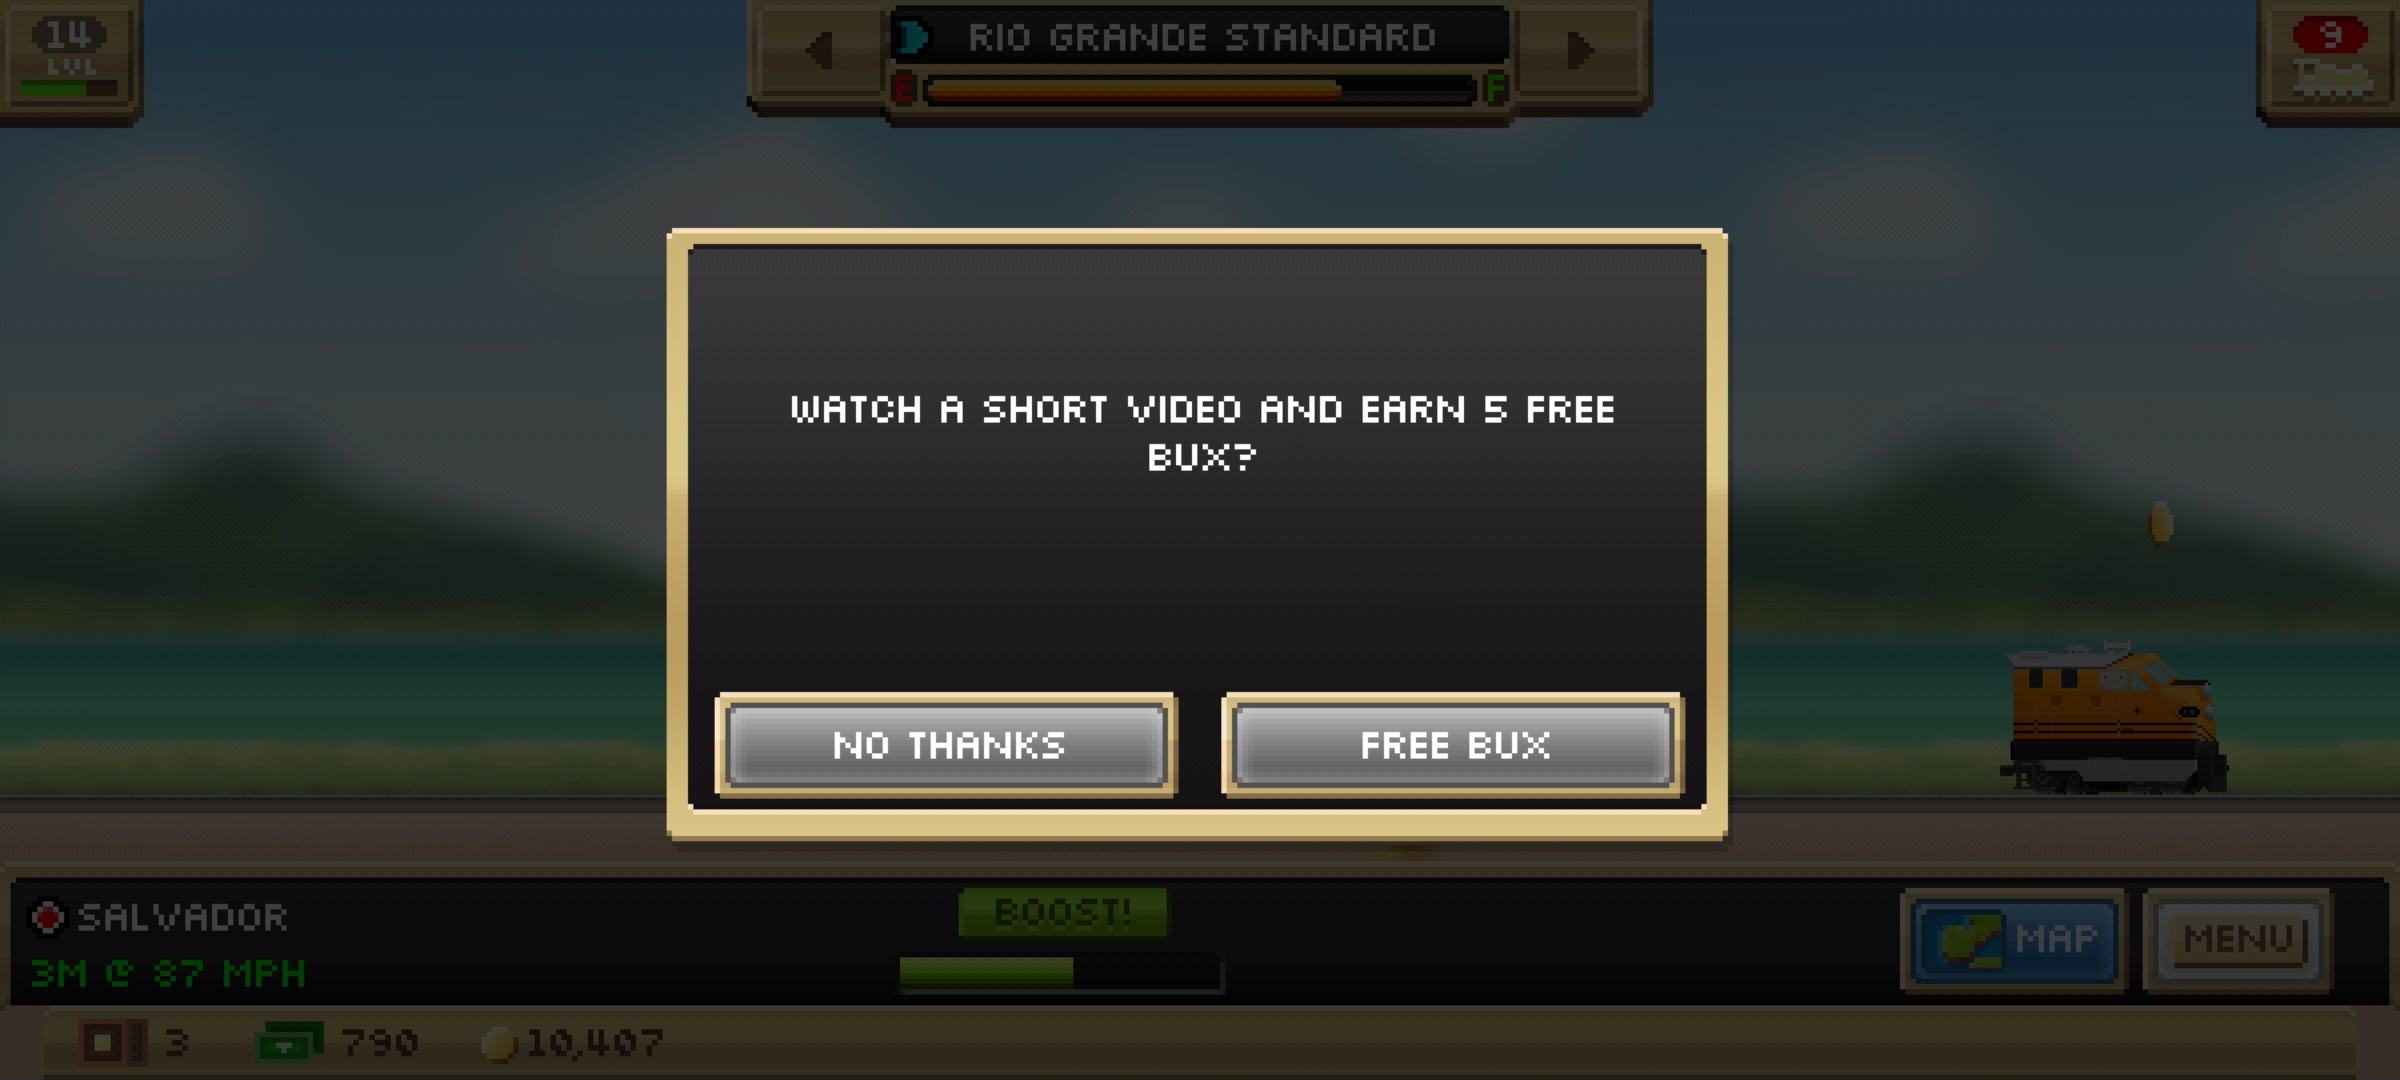 14
LVL
RIO GRANDE STANDARD
E
F
9
WATCH A SHORT VIDEO AND EARN 5 FREE
BUX?
NO THANKS
FREE BUX
SALVADOR
3M @ 87 MPH
BOOST!
MAP
MENU
3
790
10,407